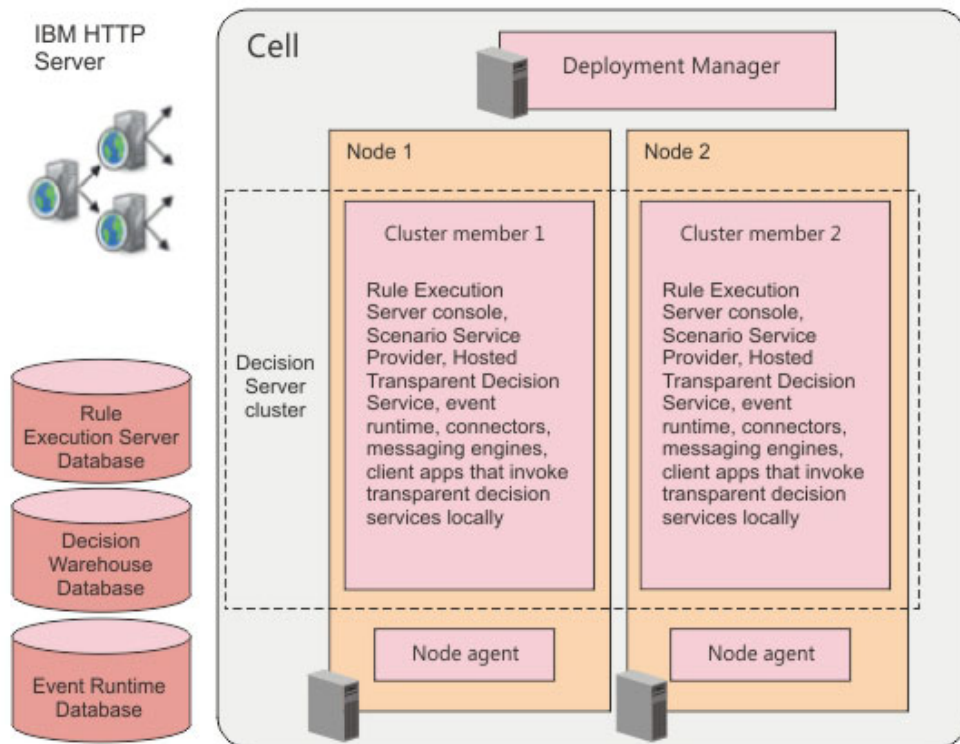 IBM HTTP
Server
Cell
Deployment Manager
Node 1
Node 2
Cluster member 1
Rule Execution
Server console,
Scenario Service
Provider, Hosted
Transparent Decision
Service, event
runtime, connectors,
messaging engines,
client apps that invoke
transparent decision
services locally
Cluster member 2
Rule Execution
Server console,
Scenario Service
Provider, Hosted
Transparent Decision
Service, event
runtime, connectors,
messaging engines,
client apps that invoke
transparent decision
services locally
Decision
Server
cluster
Rule
Execution Server
Database
Decision
Warehouse
Database
Event Runtime
Database
Node agent
Node agent